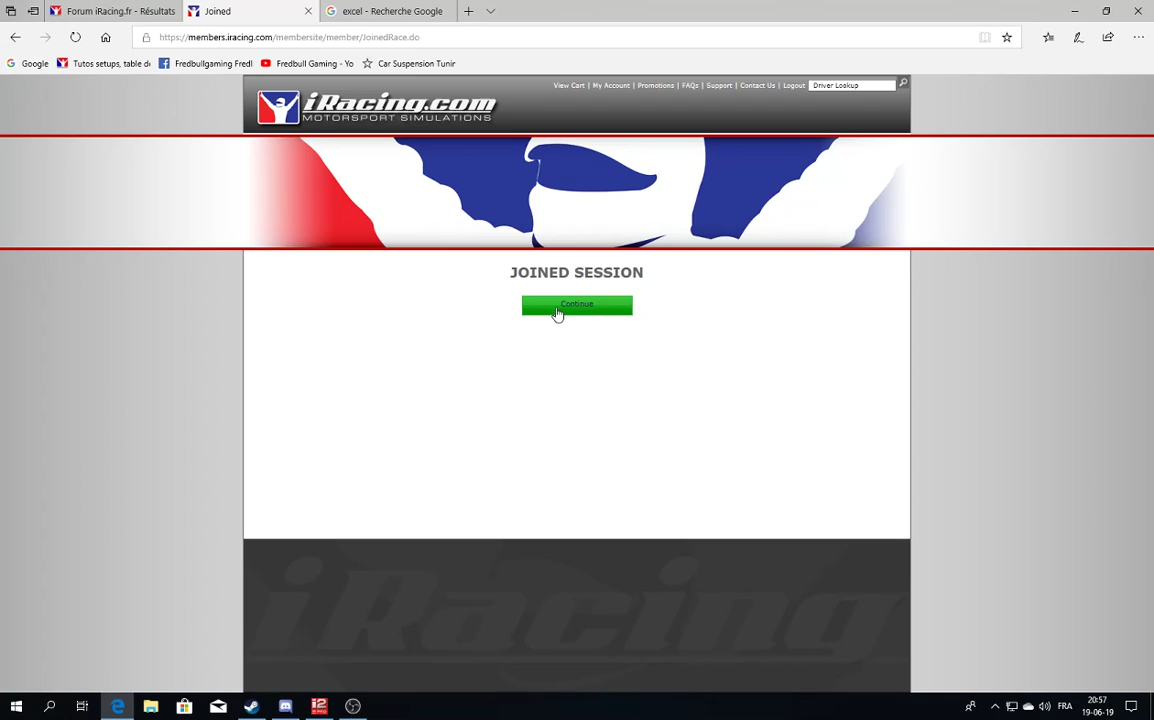 Forum iRacing.fr - Résultats
Joined
excel - Recherche Google
https://members.iracing.com/membersite/member/JoinedRace.do
Google
Tutos setups, table d
Fredbullgaming Fredl
Fredbull Gaming - Yo
Car Suspension Tunir
View Cart | My Account | Promotions | FAQs | Support | Contact Us | Logout
Driver Lookup
iRacing.com
MOTORSPORT SIMULATIONS
JOINED SESSION
Continue
iRacing
FRA
20:57
19-06-19